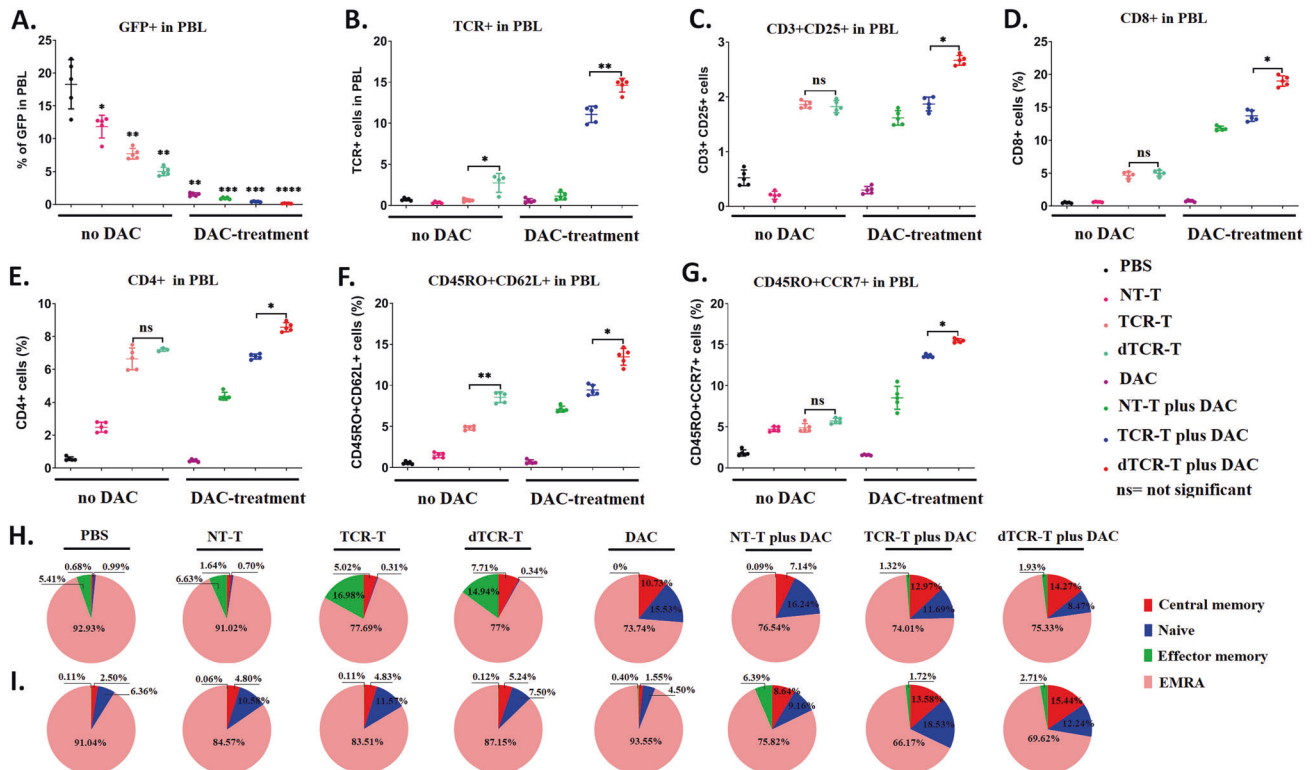 A.
GFP+ in PBL
% of GFP in PBL
25
20
15
10
5
0
*
**
**
**
***
***
****
no DAC
DAC-treatment
B.
TCR+ in PBL
TCR+ cells in PBL
20
15
10
5
0
*
**
no DAC
DAC-treatment
C.
CD3+CD25+ in PBL
CD3+ CD25+ cells
3
2
1
0
ns
*
no DAC
DAC-treatment
D.
CD8+ in PBL
CD8+ cells (%)
25
20
15
10
5
0
ns
*
no DAC
DAC-treatment
E.
CD4+ in PBL
CD4+ cells (%)
10
8
6
4
2
0
ns
*
no DAC
DAC-treatment
F.
CD45RO+CD62L+ in PBL
CD45RO+CD62L+ cells (%)
20
15
10
5
0
**
*
no DAC
DAC-treatment
G.
CD45RO+CCR7+ in PBL
CD45RO+CCR7+ cells (%)
20
15
10
5
0
ns
*
no DAC
DAC-treatment
PBS
NT-T
TCR-T
dTCR-T
DAC
NT-T plus DAC
TCR-T plus DAC
dTCR-T plus DAC
ns= not significant
H.
PBS
0.68%
0.99%
5.41%
92.93%
NT-T
1.64%
0.70%
6.63%
91.02%
TCR-T
5.02%
0.31%
16.98%
77.69%
dTCR-T
7.71%
0.34%
14.94%
77%
DAC
0%
10.73%
15.53%
73.74%
NT-T plus DAC
0.09%
7.14%
16.24%
76.54%
TCR-T plus DAC
1.32%
12.97%
11.69%
74.01%
dTCR-T plus DAC
1.93%
14.27%
8.47%
75.33%
Central memory
Naive
Effector memory
EMRA
I.
0.11%
2.50%
6.36%
91.04%
0.06%
4.80%
10.58%
84.57%
0.11%
4.83%
11.57%
83.51%
0.12%
5.24%
7.50%
87.15%
0.40%
1.55%
4.50%
93.55%
6.39%
8.64%
9.16%
75.82%
1.72%
13.58%
18.53%
66.17%
2.71%
15.44%
12.24%
69.62%